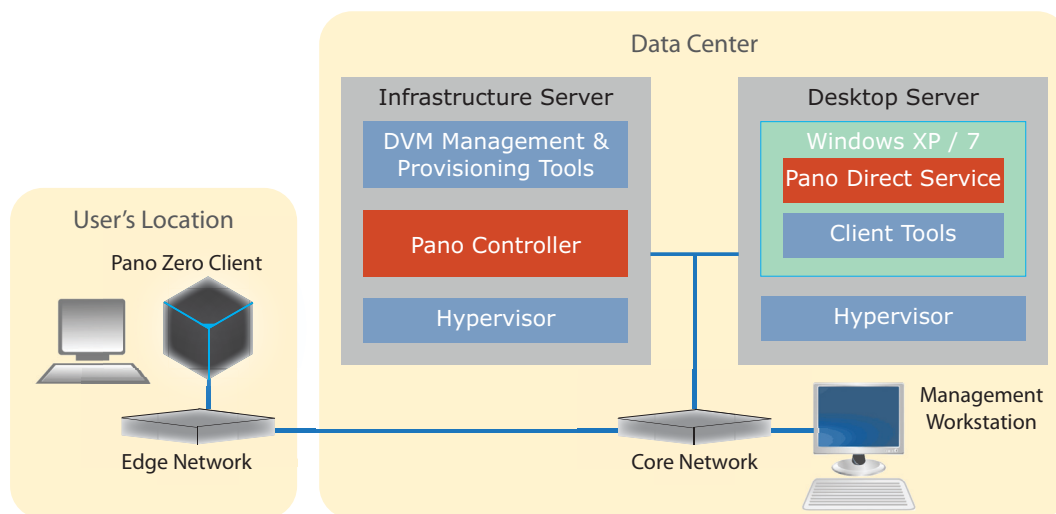 Data Center
Infrastructure Server
DVM Management &
Provisioning Tools
Pano Controller
Hypervisor
Desktop Server
Windows XP / 7
Pano Direct Service
Client Tools
Hypervisor
User's Location
Pano Zero Client
Edge Network
Core Network
Management
Workstation